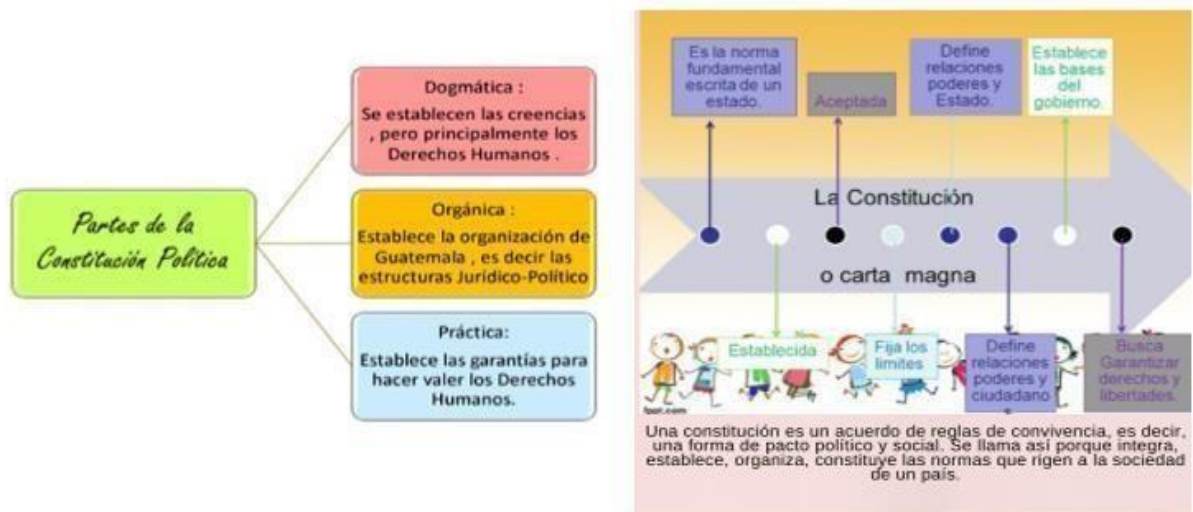 Partes de la
Constitución Política
Dogmática :
Se establecen las creencias
, pero principalmente los
Derechos Humanos .
Orgánica :
Establece la organización de
Guatemala , es decir las
estructuras Jurídico-Político
Práctica:
Establece las garantías para
hacer valer los Derechos
Humanos.
Es la norma
fundamental
escrita de un
estado.
Aceptada
Define
relaciones
poderes y
Estado.
Establece
las bases
del
gobierno.
La Constitución
o carta magna
Establecida
Fija los
limites
Define
relaciones
poderes y
ciudadano
Busca
Garantizar
derechos y
libertades.
Una constitución es un acuerdo de reglas de convivencia, es decir,
una forma de pacto político y social. Se llama así porque integra,
establece, organiza, constituye las normas que rigen a la sociedad
de un país.